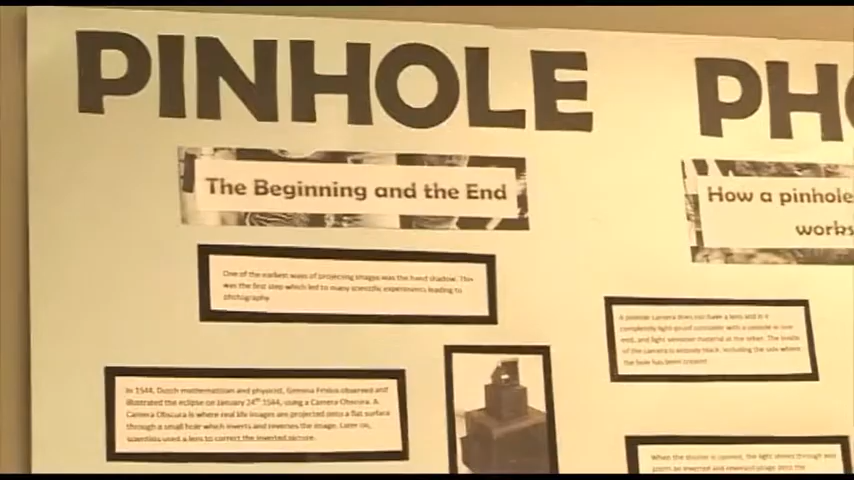 PINHOLE PH
The Beginning and the End
How a pinhole
works
One of the earliest ways of projecting images was the hand shadow. This
was the first step which led to many scientific experiments leading to
photography
A pinhole camera does not have a lens and is a
completely light-proof container with a pinhole in one
end, and light sensitive material at the other. The inside
of the camera is entirely black, including the side where
the hole has been created.
In 1544, Dutch mathematician and physicist, Gemma Frisius observed and
illustrated the eclipse on January 24th 1544, using a Camera Obscura. A
Camera Obscura is where real life images are projected onto a flat surface
through a small hole which inverts and reverses the image. Later on,
scientists used a lens to correct the inverted picture.
When the shutter is opened, the light shines through and